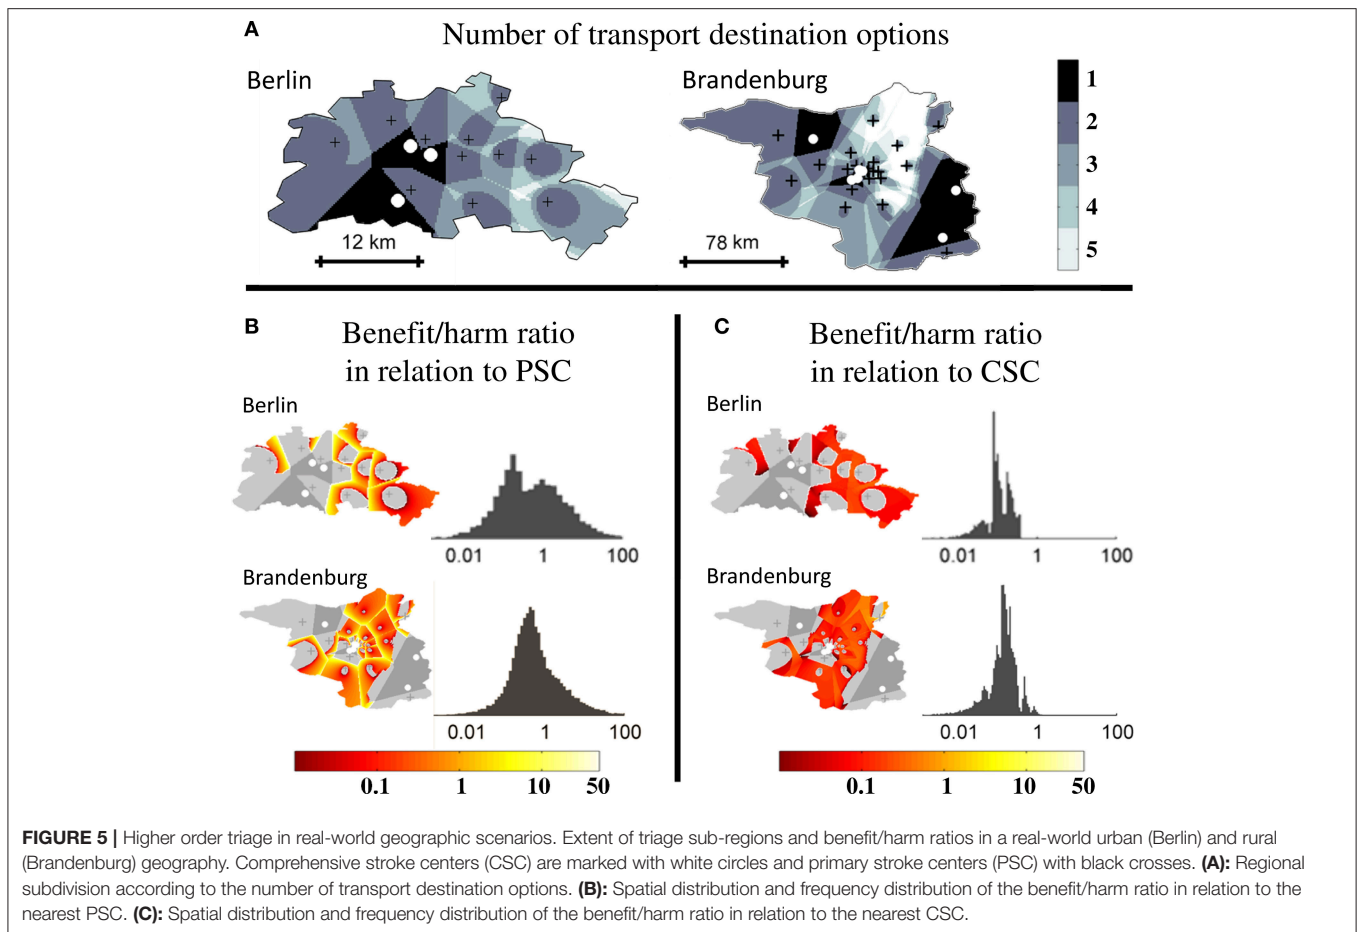 A
Number of transport destination options
Berlin
Brandenburg
1
2
3
4
5
12 km
78 km
B
Benefit/harm ratio
in relation to PSC
Berlin
0.01 1 100
Brandenburg
0.01 1 100
0.1 1 10 50
C
Benefit/harm ratio
in relation to CSC
Berlin
0.01 1 100
Brandenburg
0.01 1 100
0.1 1 10 50
FIGURE 5 | Higher order triage in real-world geographic scenarios. Extent of triage sub-regions and benefit/harm ratios in a real-world urban (Berlin) and rural
(Brandenburg) geography. Comprehensive stroke centers (CSC) are marked with white circles and primary stroke centers (PSC) with black crosses. (A): Regional
subdivision according to the number of transport destination options. (B): Spatial distribution and frequency distribution of the benefit/harm ratio in relation to the
nearest PSC. (C): Spatial distribution and frequency distribution of the benefit/harm ratio in relation to the nearest CSC.